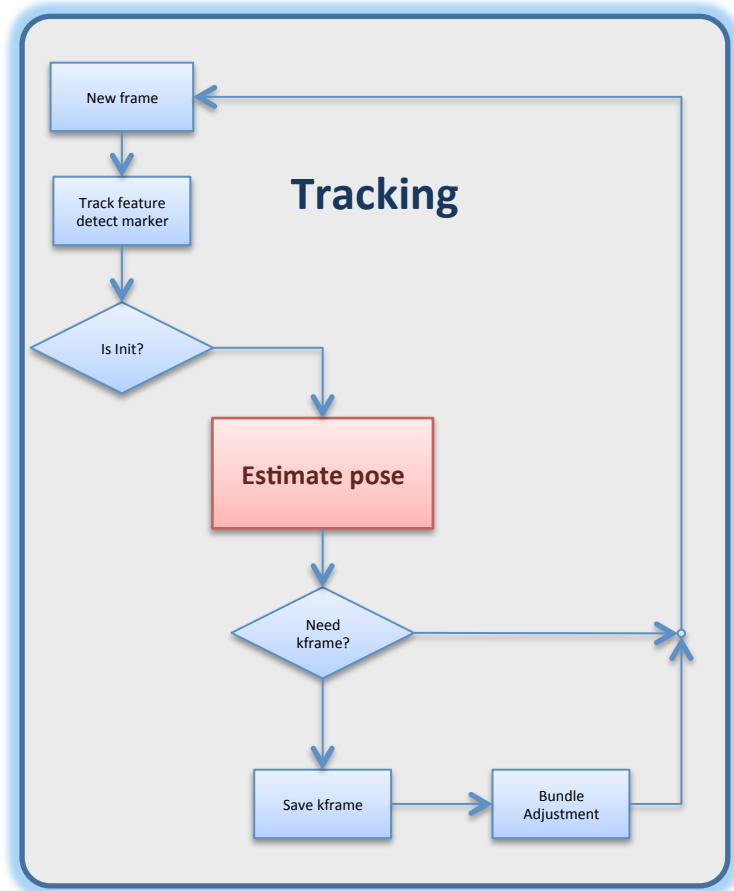 New frame
Tracking
Track feature
detect marker
Is Init?
Estimate pose
Need
kframe?
Save kframe
Bundle
Adjustment